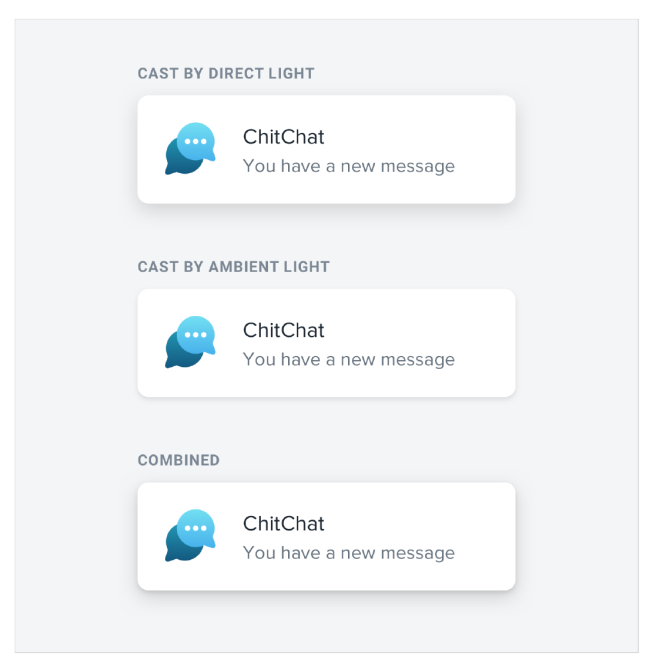 CAST BY DIRECT LIGHT
ChitChat
You have a new message
CAST BY AMBIENT LIGHT
ChitChat
You have a new message
COMBINED
ChitChat
You have a new message